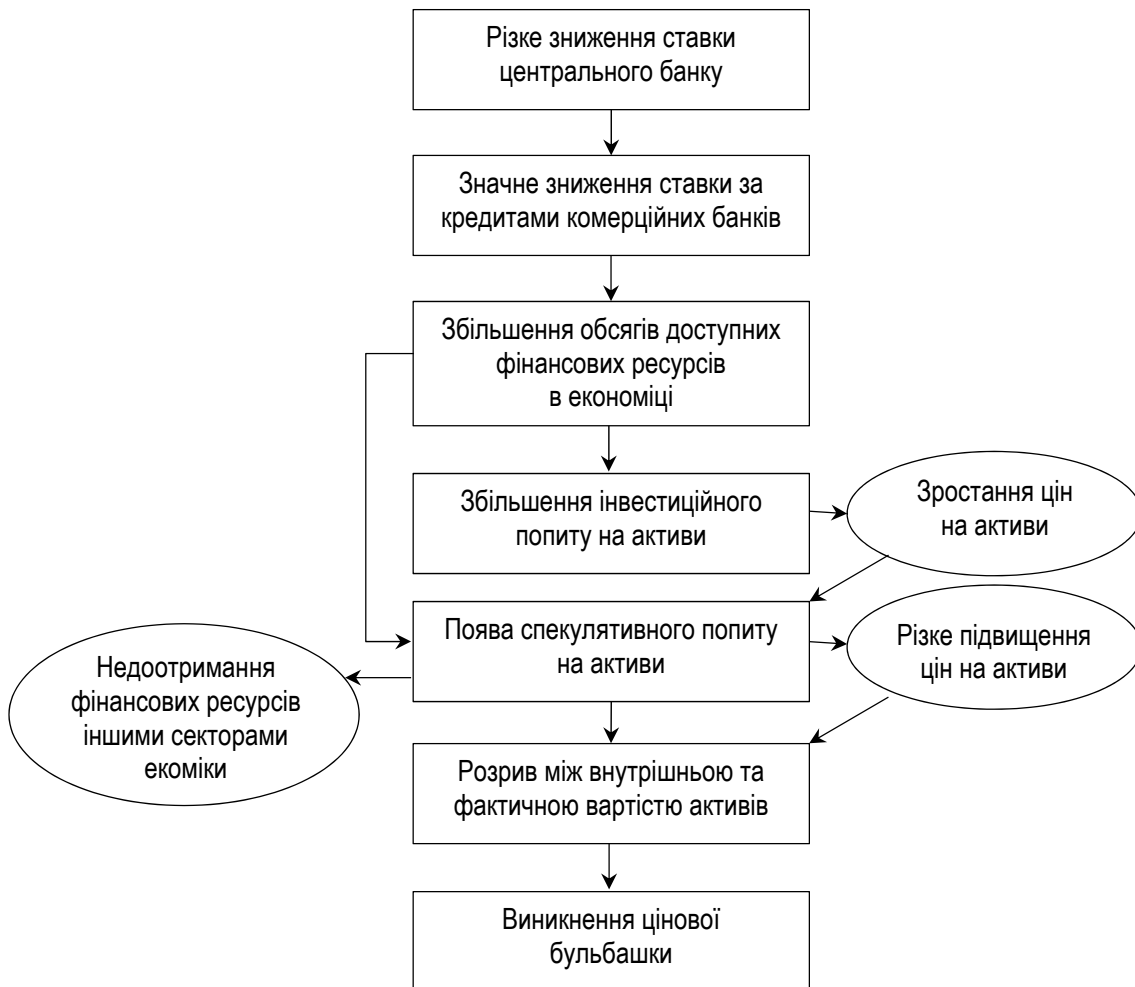 Різке зниження ставки
центрального банку
Значне зниження ставки за
кредитами комерційних банків
Збільшення обсягів доступних
фінансових ресурсів
в економіці
Збільшення інвестиційного
попиту на активи
Зростання цін
на активи
Поява спекулятивного попиту
на активи
Різке підвищення
цін на активи
Недоотримання
фінансових ресурсів
іншими секторами
екоміки
Розрив між внутрішньою та
фактичною вартістю активів
Виникнення цінової
бульбашки